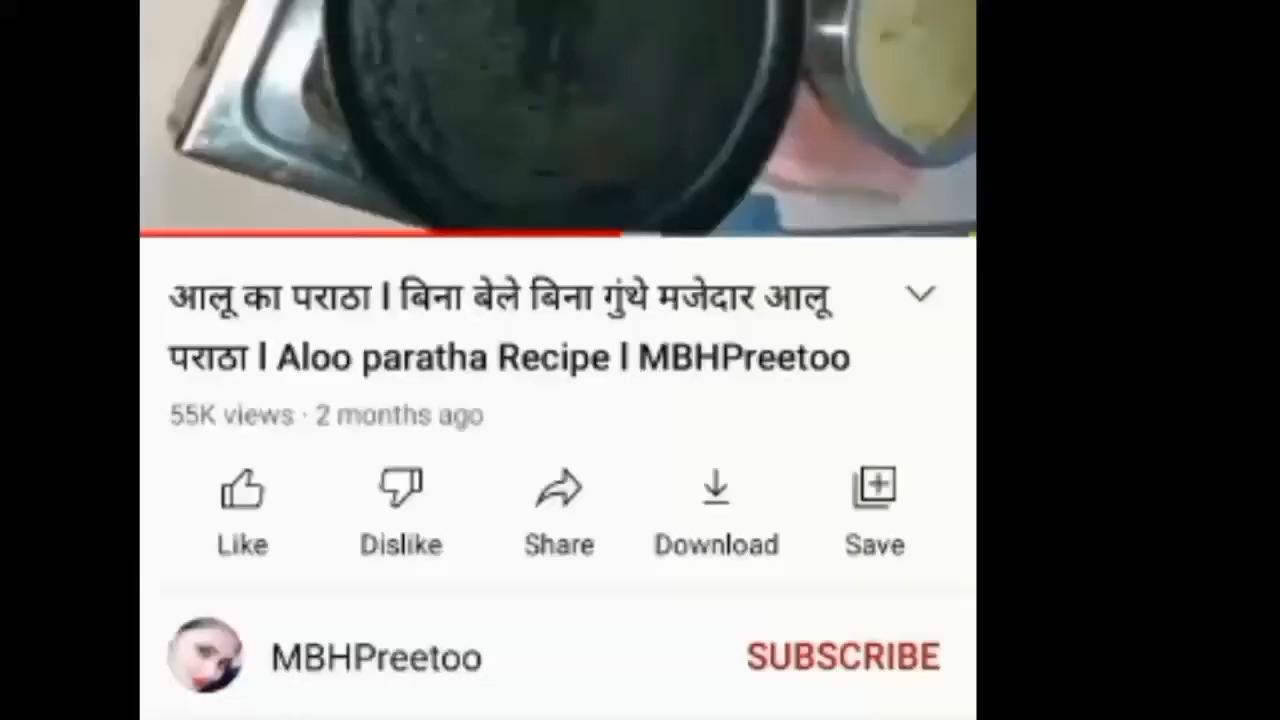 आलू का पराठा l बिना बेले बिना गुंथे मजेदार आलू
पराठा l Aloo paratha Recipe l MBHPreetoo
55K views · 2 months ago
Like Dislike Share Download Save
MBHPreetoo SUBSCRIBE